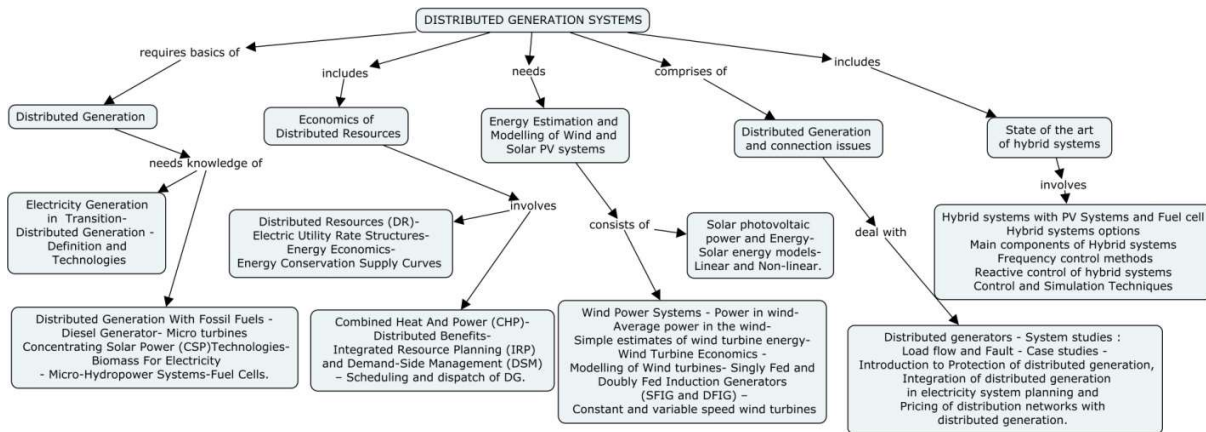 DISTRIBUTED GENERATION SYSTEMS
requires basics of
includes
needs
comprises of
includes
Distributed Generation
Economics of
Distributed Resources
Energy Estimation and
Modelling of Wind and
Solar PV systems
Distributed Generation
and connection issues
State of the art
of hybrid systems
needs knowledge of
involves
consists of
deal with
involves
Electricity Generation
in Transition-
Distributed Generation -
Definition and
Technologies
Distributed Resources (DR)-
Electric Utility Rate Structures-
Energy Economics-
Energy Conservation Supply Curves
Solar photovoltaic
power and Energy-
Solar energy models-
Linear and Non-linear.
Hybrid systems with PV Systems and Fuel cell
Hybrid systems options
Main components of Hybrid systems
Frequency control methods
Reactive control of hybrid systems
Control and Simulation Techniques
Distributed Generation With Fossil Fuels -
Diesel Generator- Micro turbines
Concentrating Solar Power (CSP)Technologies-
Biomass For Electricity
- Micro-Hydropower Systems-Fuel Cells.
Combined Heat And Power (CHP)-
Distributed Benefits-
Integrated Resource Planning (IRP)
and Demand-Side Management (DSM)
– Scheduling and dispatch of DG.
Wind Power Systems - Power in wind-
Average power in the wind-
Simple estimates of wind turbine energy-
Wind Turbine Economics -
Modelling of Wind turbines- Singly Fed and
Doubly Fed Induction Generators
(SFIG and DFIG) –
Constant and variable speed wind turbines
Distributed generators - System studies :
Load flow and Fault - Case studies -
Introduction to Protection of distributed generation,
Integration of distributed generation
in electricity system planning and
Pricing of distribution networks with
distributed generation.